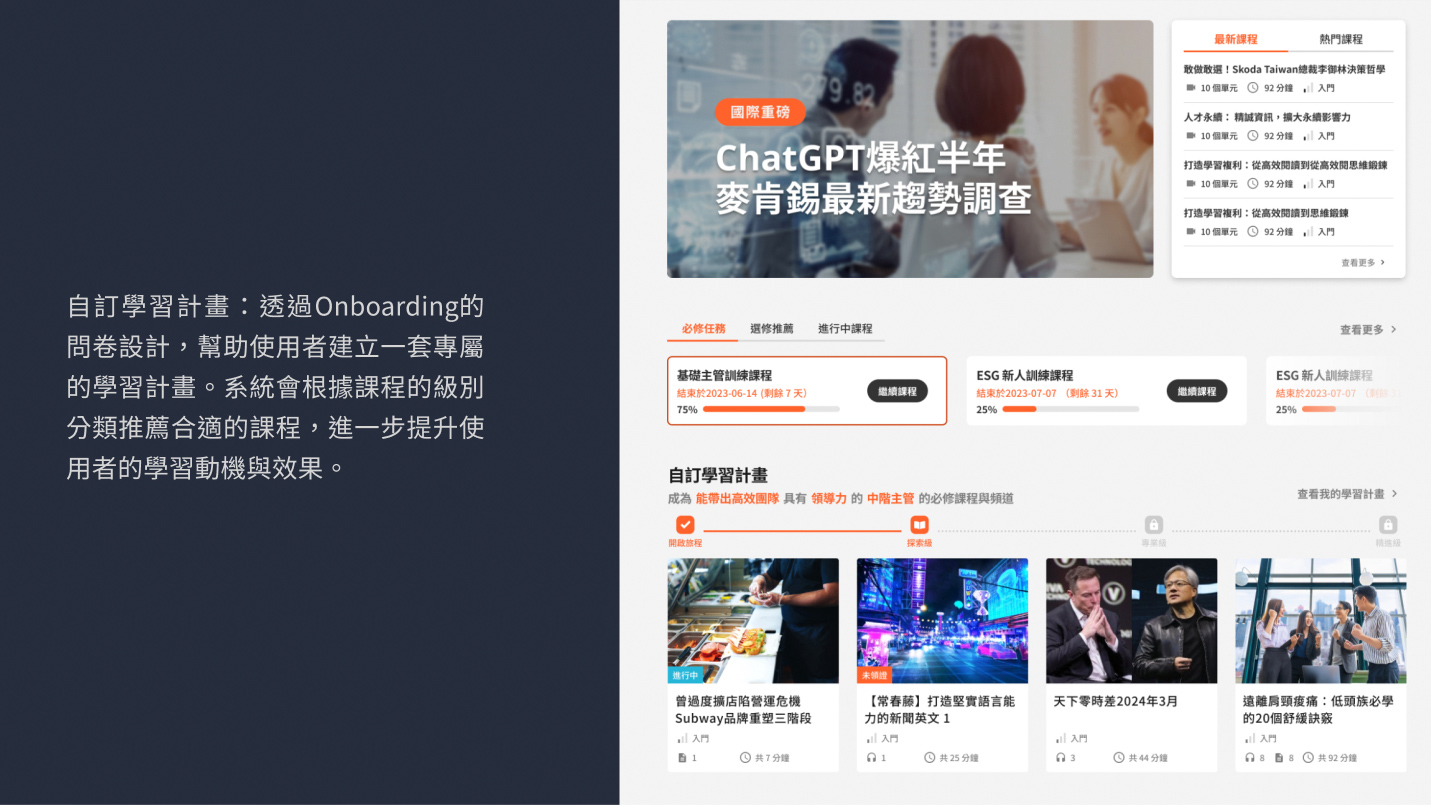 自訂學習計畫：透過Onboarding的
問卷設計，幫助使用者建立一套專屬
的學習計畫。系統會根據課程的級別
分類推薦合適的課程，進一步提升使
用者的學習動機與效果。
279.82
國際重磅
ChatGPT爆紅半年
麥肯錫最新趨勢調查
最新課程 熱門課程
敢做敢選！Skoda Taiwan總裁李御林決策哲學
10 個單元 92 分鐘 入門
人才永續： 精誠資訊，擴大永續影響力
10 個單元 92 分鐘 入門
打造學習複利：從高效閱讀到從高效閱思維鍛鍊
10 個單元 92 分鐘 入門
打造學習複利：從高效閱讀到思維鍛鍊
10 個單元 92 分鐘 入門
查看更多
必修任務 選修推薦 進行中課程 查看更多
基礎主管訓練課程
結束於2023-06-14 (剩餘 7 天)
75%
繼續課程
ESG 新人訓練課程
結束於2023-07-07 （剩餘 31 天）
25%
繼續課程
ESG 新人訓練課程
結束於2023-07-07 （剩餘
25%
自訂學習計畫
成為 能帶出高效團隊 具有 領導力 的 中階主管 的必修課程與頻道
查看我的學習計畫
開啟旅程 探索級 專業級 精進級
進行中
曾過度擴店陷營運危機
Subway品牌重塑三階段
入門
1 共 7 分鐘
未領證
【常春藤】打造堅實語言能
力的新聞英文 1
入門
1 共 25 分鐘
天下零時差2024年3月
入門
3 共 44 分鐘
遠離肩頸痠痛：低頭族必學
的20個舒緩訣竅
入門
8 8 共 92 分鐘